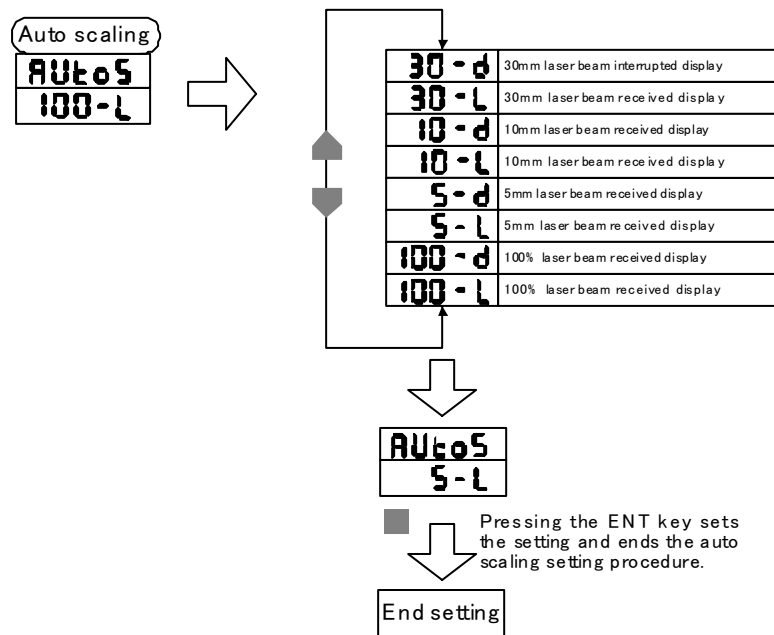 Auto scaling
AUtoS
100-L
30-d 30mm laser beam interrupted display
30-L 30mm laser beam received display
10-d 10mm laser beam received display
10-L 10mm laser beam received display
5-d 5mm laser beam received display
5-L 5mm laser beam received display
100-d 100% laser beam received display
100-L 100% laser beam received display
AUtoS
5-L
Pressing the ENT key sets
the setting and ends the auto
scaling setting procedure.
End setting